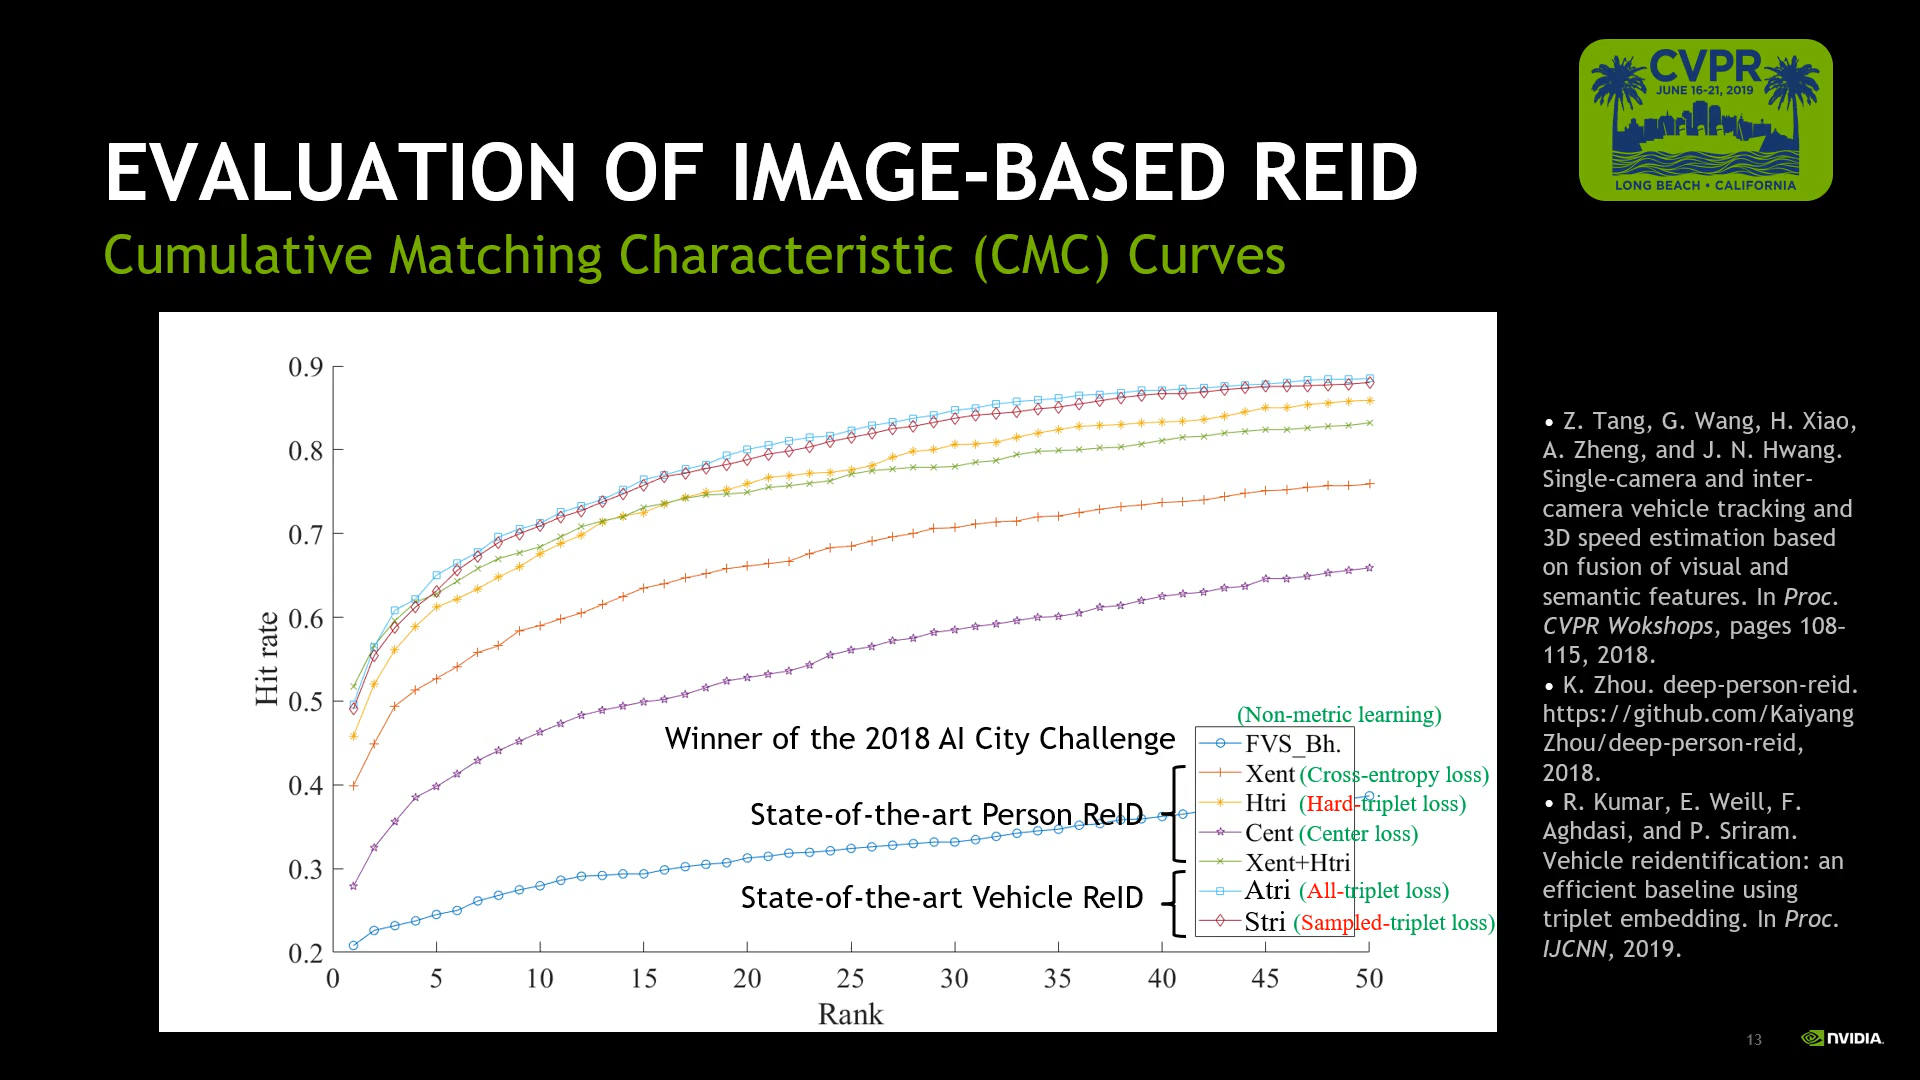 CVPR
JUNE 16-21, 2019
LONG BEACH • CALIFORNIA
EVALUATION OF IMAGE-BASED REID
Cumulative Matching Characteristic (CMC) Curves
0.9
0.8
0.7
0.6
0.5
0.4
0.3
0.2
Hit rate
0 5 10 15 20 25 30 35 40 45 50
Rank
(Non-metric learning)
Winner of the 2018 AI City Challenge
FVS_Bh.
Xent (Cross-entropy loss)
Htri (Hard-triplet loss)
State-of-the-art Person ReID
Cent (Center loss)
Xent+Htri
Atri (All-triplet loss)
State-of-the-art Vehicle ReID
Stri (Sampled-triplet loss)
• Z. Tang, G. Wang, H. Xiao,
A. Zheng, and J. N. Hwang.
Single-camera and inter-
camera vehicle tracking and
3D speed estimation based
on fusion of visual and
semantic features. In Proc.
CVPR Wokshops, pages 108–
115, 2018.
• K. Zhou. deep-person-reid.
https://github.com/Kaiyang
Zhou/deep-person-reid,
2018.
• R. Kumar, E. Weill, F.
Aghdasi, and P. Sriram.
Vehicle reidentification: an
efficient baseline using
triplet embedding. In Proc.
IJCNN, 2019.
13
NVIDIA.